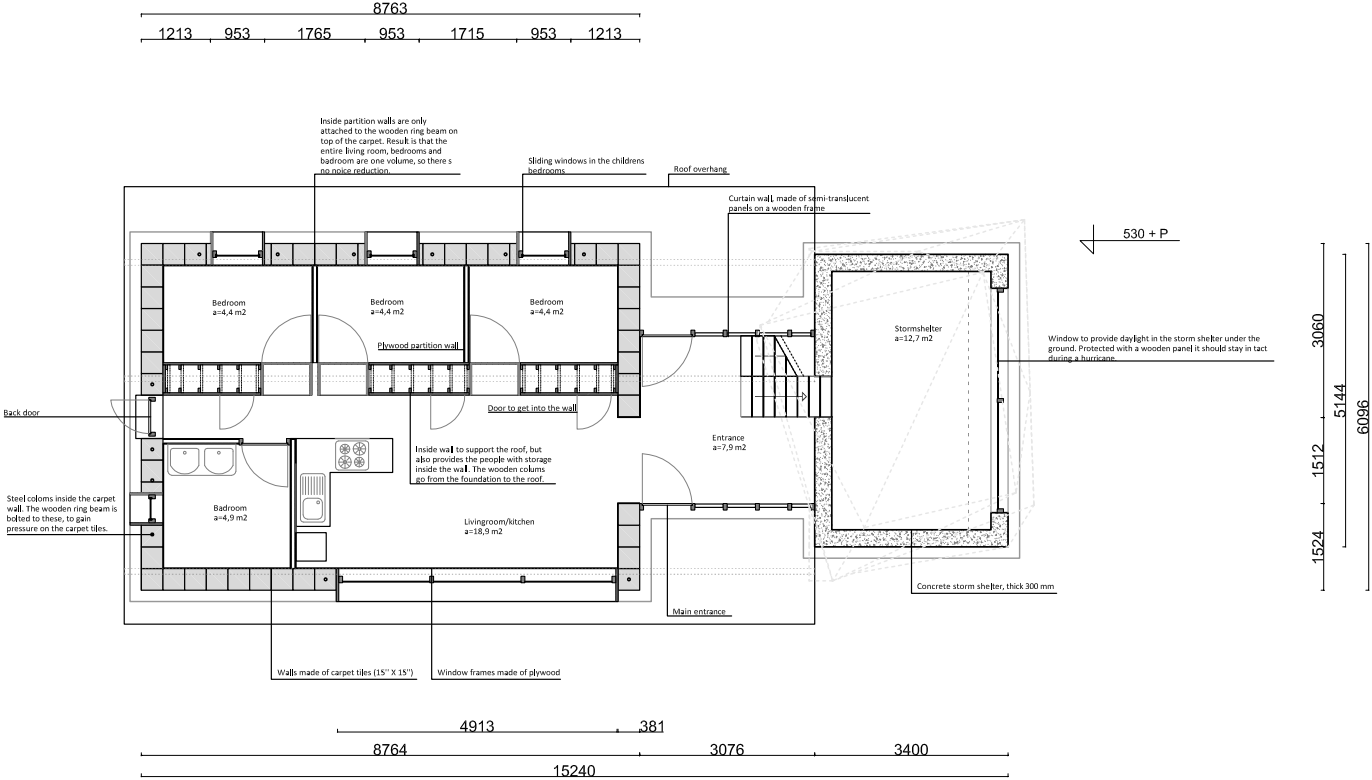 8763
1213 953 1765 953 1715 953 1213
Inside partition walls are only
attached to the wooden ring beam on
top of the carpet. Result is that the
entire living room, bedrooms and
badroom are one volume, so there s
no noice reduction.
Sliding windows in the childrens
bedrooms
Roof overhang
Curtain wall, made of semi-translucent
panels on a wooden frame
530 + P
Bedroom
a=4,4 m2
Bedroom
a=4,4 m2
Bedroom
a=4,4 m2
Plywood partition wall
Stormshelter
a=12,7 m2
Window to provide daylight in the storm shelter under the
ground. Protected with a wooden panel it should stay in tact
during a hurricane.
3060
5144
6096
1512
1524
Back door
Door to get into the wall
Inside wall to support the roof, but
also provides the people with storage
inside the wall. The wooden colums
go from the foundation to the roof.
Entrance
a=7,9 m2
Steel coloms inside the carpet
wall. The wooden ring beam is
bolted to these, to gain
pressure on the carpet tiles.
Badroom
a=4,9 m2
Livingroom/kitchen
a=18,9 m2
Concrete storm shelter, thick 300 mm
Main entrance
Walls made of carpet tiles (15'' X 15'')
Window frames made of plywood
4913 381
8764 3076 3400
15240